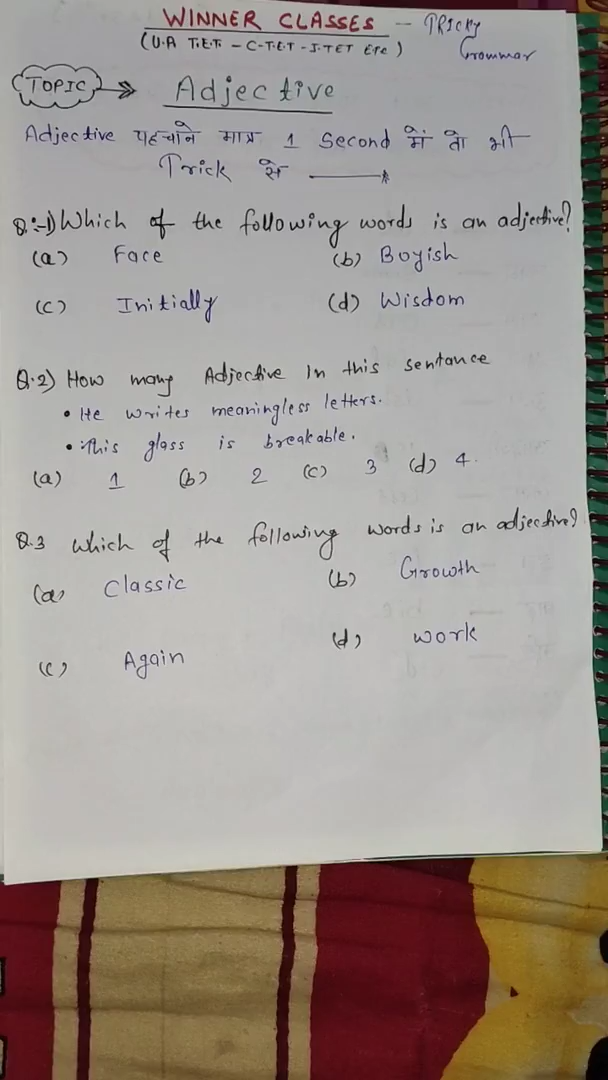 WINNER CLASSES – TRicky Grammar
(U.P T.E.T. – C-T.E.T - S-TET Etc)
TOPIC Adjective
Adjective पहचाने मात्र 1 Second में वो भी
Trick से
Q:-1) Which of the following words is an adjective?
(a) Face (b) Boyish
(c) Initially (d) Wisdom
Q.2) How many Adjective In this sentence
• He writes meaningless letters.
• This glass is breakable.
(a) 1 (b) 2 (c) 3 (d) 4.
Q.3 Which of the following words is an adjective?
(a) Classic (b) Growth
(c) Again (d) work